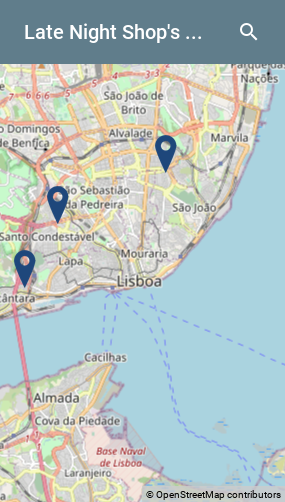 Late Night Shop's ...
Parque das
Nações
São João de
Brito
Domingos
de Benfica
Alvalade
Marvila
São Sebastião
da Pedreira
São João
Santo Condestável
Mouraria
Lapa
Lisboa
cântara
Cacilhas
Almada
Cova da Piedade
Base Naval
de Lisboa
Laranjeiro
© OpenStreetMap contributors